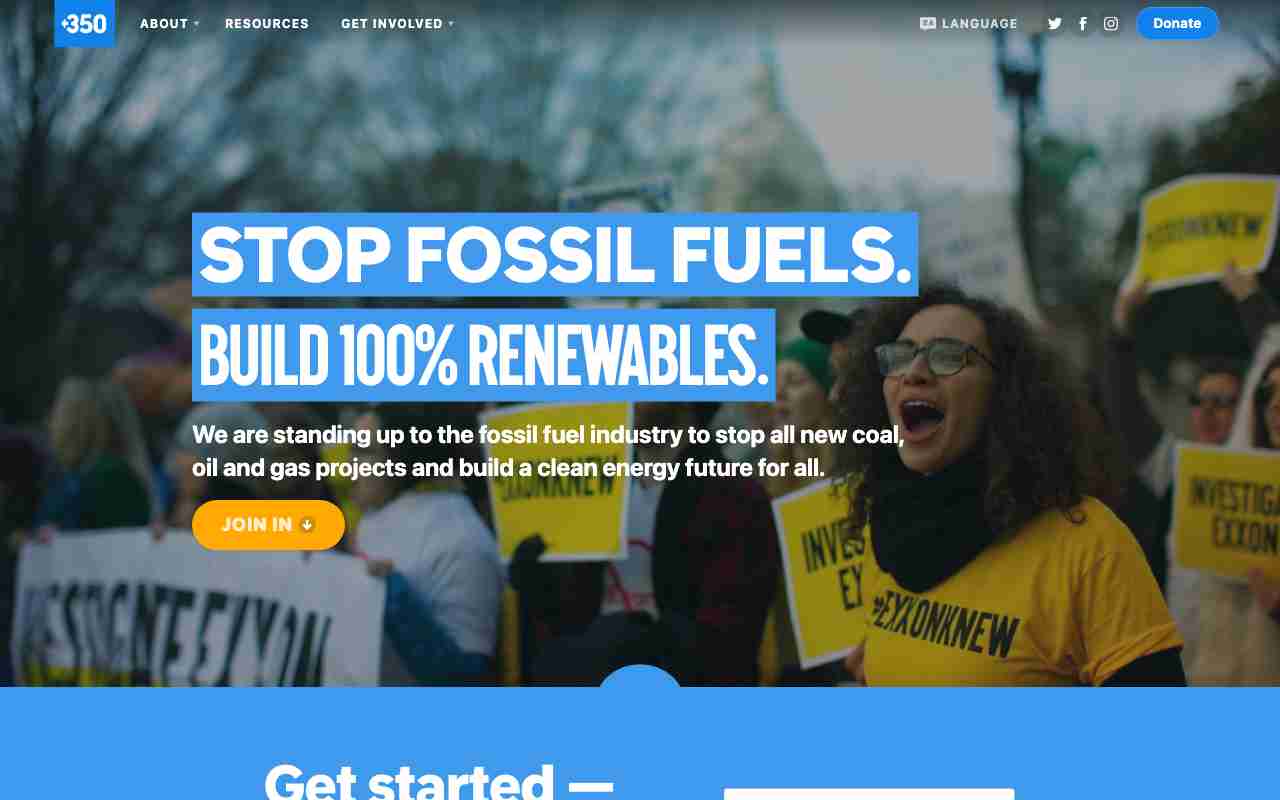 350
ABOUT
RESOURCES
GET INVOLVED
LANGUAGE
Donate
STOP FOSSIL FUELS.
BUILD 100% RENEWABLES.
We are standing up to the fossil fuel industry to stop all new coal,
oil and gas projects and build a clean energy future for all.
JOIN IN
EXXONKNEW
EXXONKNEW
INVESTIG
EXXON
INVES
EX
#EXXONKNEW
Get started —